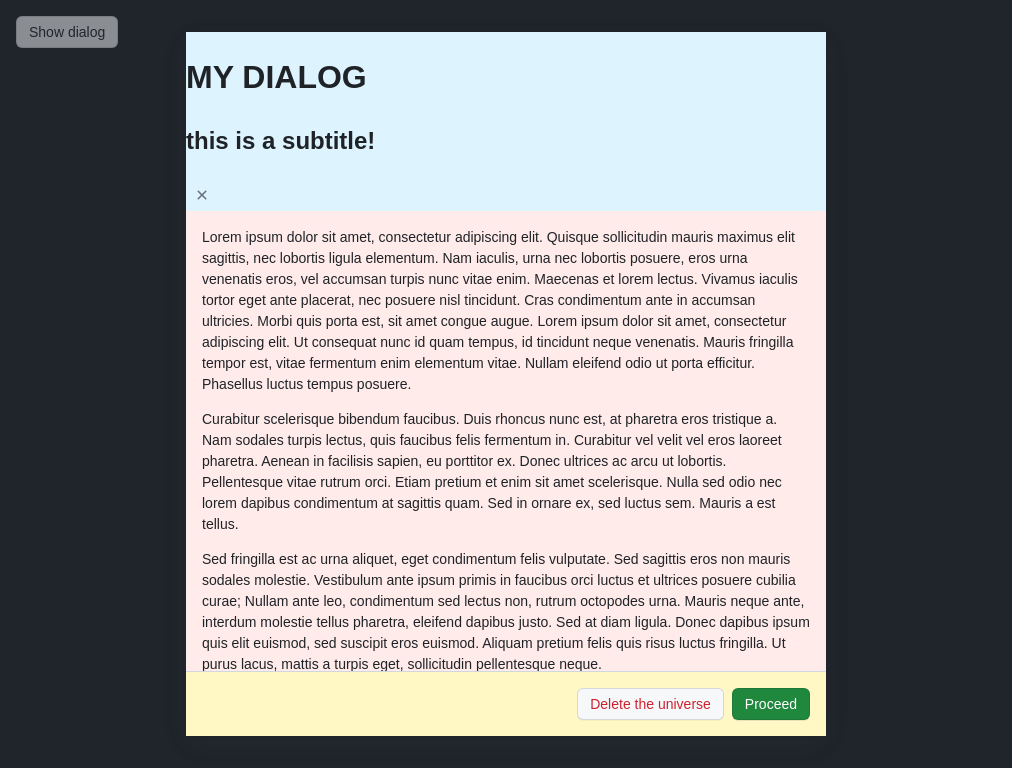 Show dialog
MY DIALOG
this is a subtitle!
×
Lorem ipsum dolor sit amet, consectetur adipiscing elit. Quisque sollicitudin mauris maximus elit
sagittis, nec lobortis ligula elementum. Nam iaculis, urna nec lobortis posuere, eros urna
venenatis eros, vel accumsan turpis nunc vitae enim. Maecenas et lorem lectus. Vivamus iaculis
tortor eget ante placerat, nec posuere nisl tincidunt. Cras condimentum ante in accumsan
ultricies. Morbi quis porta est, sit amet congue augue. Lorem ipsum dolor sit amet, consectetur
adipiscing elit. Ut consequat nunc id quam tempus, id tincidunt neque venenatis. Mauris fringilla
tempor est, vitae fermentum enim elementum vitae. Nullam eleifend odio ut porta efficitur.
Phasellus luctus tempus posuere.
Curabitur scelerisque bibendum faucibus. Duis rhoncus nunc est, at pharetra eros tristique a.
Nam sodales turpis lectus, quis faucibus felis fermentum in. Curabitur vel velit vel eros laoreet
pharetra. Aenean in facilisis sapien, eu porttitor ex. Donec ultrices ac arcu ut lobortis.
Pellentesque vitae rutrum orci. Etiam pretium et enim sit amet scelerisque. Nulla sed odio nec
lorem dapibus condimentum at sagittis quam. Sed in ornare ex, sed luctus sem. Mauris a est
tellus.
Sed fringilla est ac urna aliquet, eget condimentum felis vulputate. Sed sagittis eros non mauris
sodales molestie. Vestibulum ante ipsum primis in faucibus orci luctus et ultrices posuere cubilia
curae; Nullam ante leo, condimentum sed lectus non, rutrum octopodes urna. Mauris neque ante,
interdum molestie tellus pharetra, eleifend dapibus justo. Sed at diam ligula. Donec dapibus ipsum
quis elit euismod, sed suscipit eros euismod. Aliquam pretium felis quis risus luctus fringilla. Ut
purus lacus, mattis a turpis eget, sollicitudin pellentesque neque.
Delete the universe
Proceed